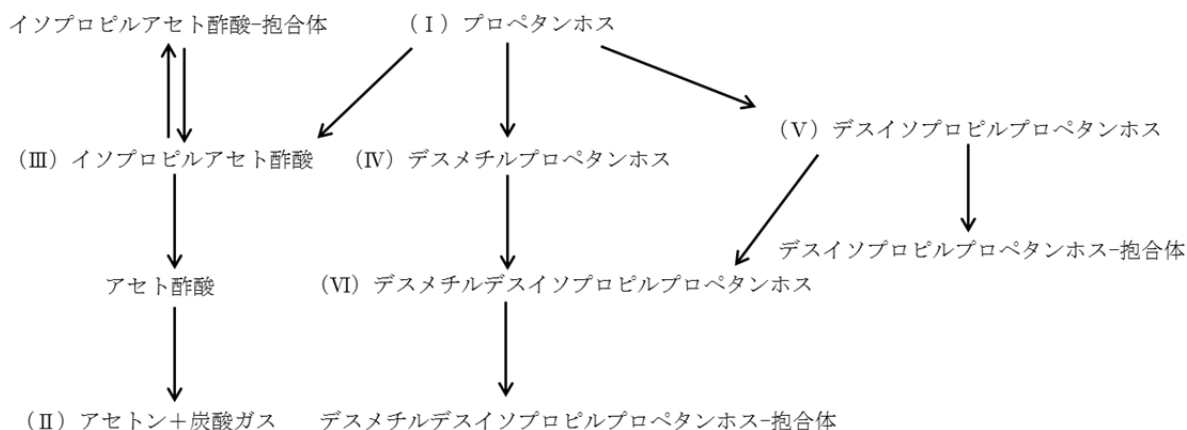 イソプロピルアセト酢酸-抱合体
（Ⅰ）プロペタンホス
（Ⅴ）デスイソプロピルプロペタンホス
（Ⅲ）イソプロピルアセト酢酸
（Ⅳ）デスメチルプロペタンホス
デスイソプロピルプロペタンホス-抱合体
アセト酢酸
（Ⅵ）デスメチルデスイソプロピルプロペタンホス
（Ⅱ）アセトン＋炭酸ガス
デスメチルデスイソプロピルプロペタンホス-抱合体